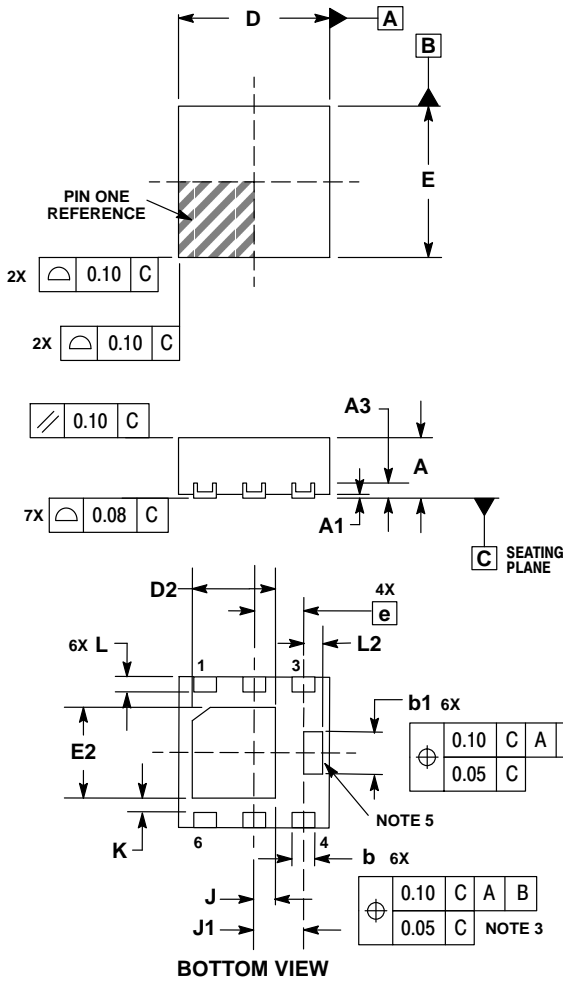 D
A
B
E
PIN ONE
REFERENCE
2X ⌓ 0.10 C
2X ⌓ 0.10 C
⫽ 0.10 C
A3
A
7X ⌓ 0.08 C
A1
C SEATING
PLANE
D2
4X
e
L2
6X L
1
3
b1 6X
E2
⌖ 0.10 C A
0.05 C
NOTE 5
K
6
4
b 6X
J
⌖ 0.10 C A B
0.05 C NOTE 3
J1
BOTTOM VIEW